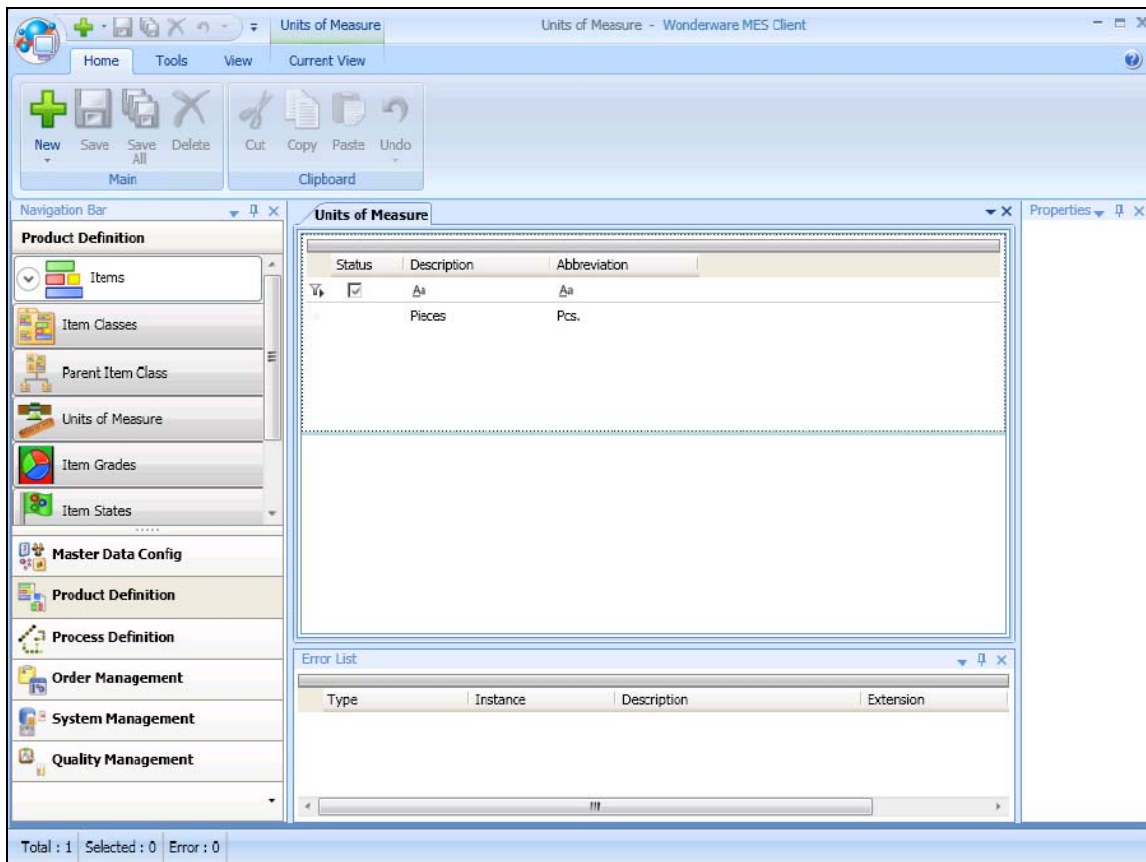 Units of Measure
Units of Measure - Wonderware MES Client
Home Tools View Current View
New Save Save All Delete Cut Copy Paste Undo
Main Clipboard
Navigation Bar
Product Definition
Items
Item Classes
Parent Item Class
Units of Measure
Item Grades
Item States
Master Data Config
Product Definition
Process Definition
Order Management
System Management
Quality Management
Units of Measure
Status Description Abbreviation
Aa Aa
Pieces Pcs.
Properties
Error List
Type Instance Description Extension
Total : 1 Selected : 0 Error : 0